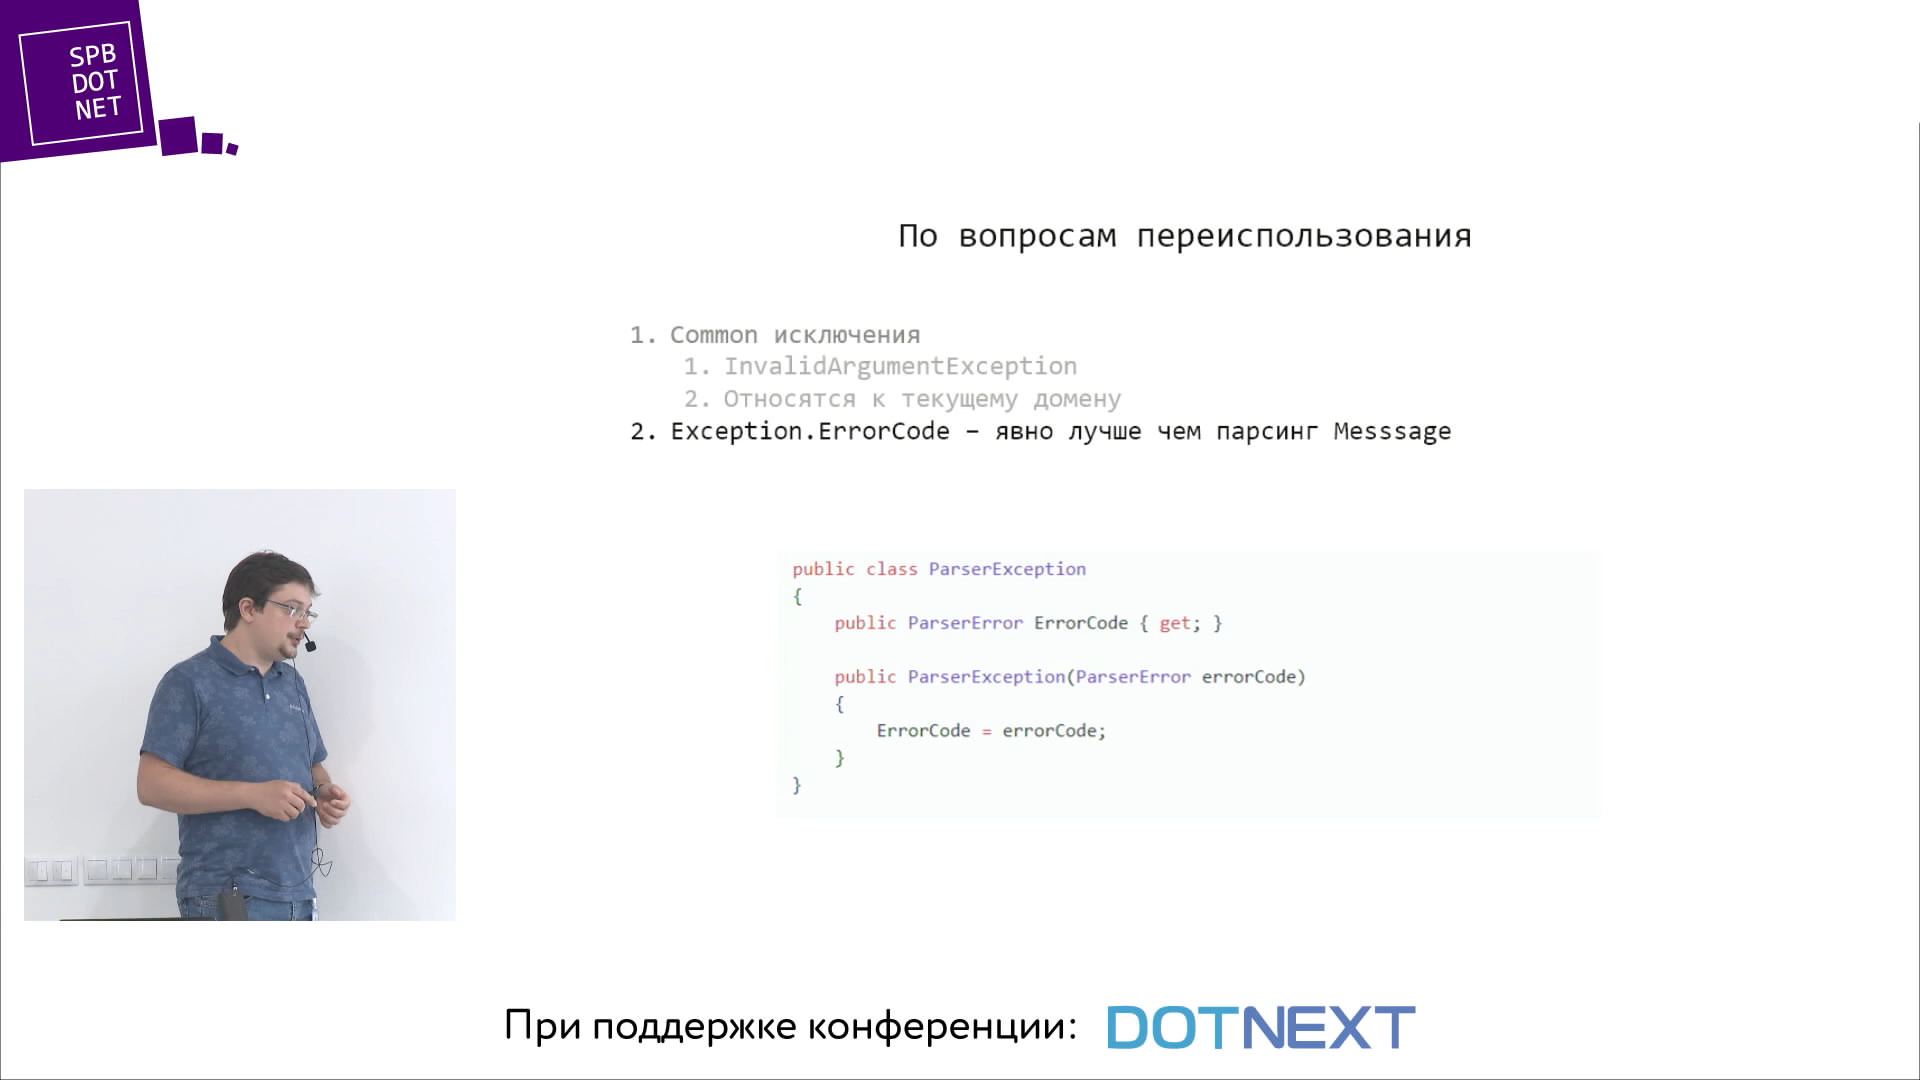 SPB
DOT
NET
По вопросам переиспользования
1. Common исключения
1. InvalidArgumentException
2. Относятся к текущему домену
2. Exception.ErrorCode – явно лучше чем парсинг Messsage
public class ParserException
{
public ParserError ErrorCode { get; }
public ParserException(ParserError errorCode)
{
ErrorCode = errorCode;
}
}
При поддержке конференции: DOTNEXT